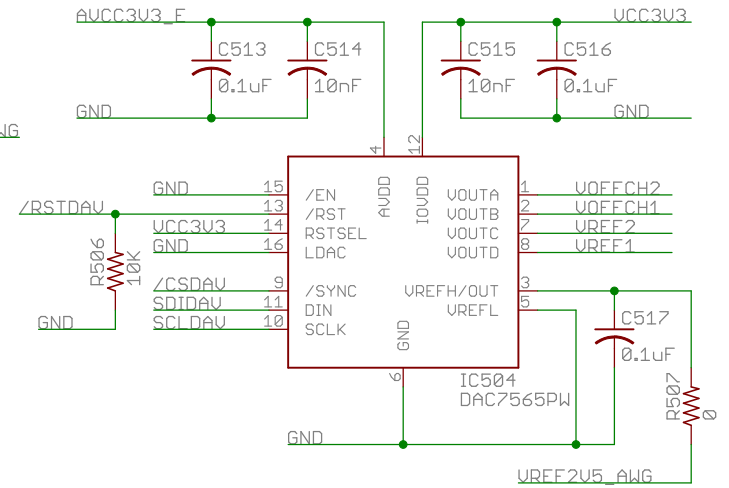 AVCC3V3_E
VCC3V3
C513
C514
C515
C516
0.1uF
10nF
10nF
0.1uF
GND
GND
WG
4
12
AVDD
IOVDD
GND 15 /EN
/RSTDAV 13 /RST
VCC3V3 14 RSTSEL
GND 16 LDAC
/CSDAV 9 /SYNC
SDIDAV 11 DIN
SCLDAV 10 SCLK
VOUTA 1 VOFFCH2
VOUTB 2 VOFFCH1
VOUTC 7 VREF2
VOUTD 8 VREF1
VREFH/OUT 3
VREFL 5
R506
10K
GND
GND
6
IC504
DAC7565PW
C517
0.1uF
R507
0
GND
VREF2V5_AWG